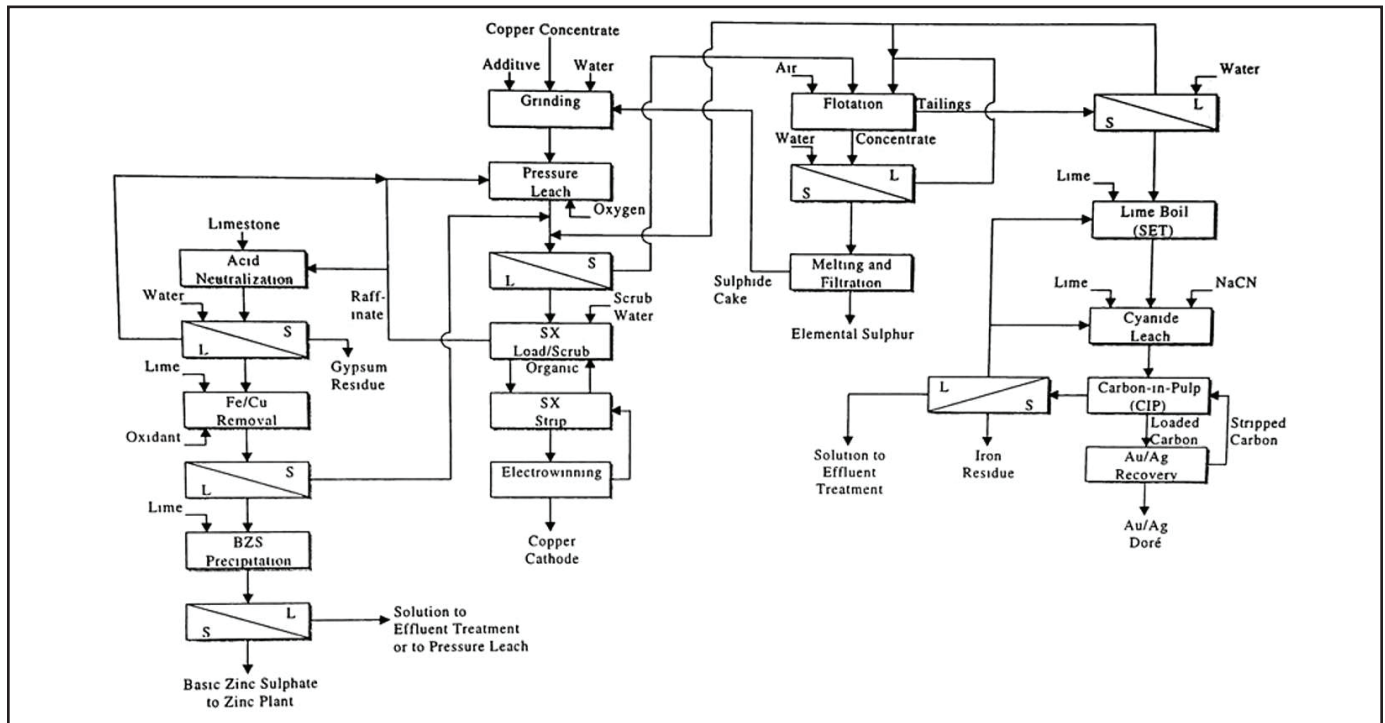 Copper Concentrate
Additive
Water
Grinding
Pressure
Leach
Oxygen
Limestone
Acid
Neutralization
Water
S
L
Gypsum
Residue
Lime
Fe/Cu
Removal
Oxidant
S
L
Lime
BZS
Precipitation
L
S
Solution to
Effluent Treatment
or to Pressure Leach
Basic Zinc Sulphate
to Zinc Plant
S
L
Raff-
inate
Scrub
Water
SX
Load/Scrub
Organic
SX
Strip
Electrowinning
Copper
Cathode
Air
Flotation
Tailings
Water
Concentrate
L
S
Sulphide
Cake
Melting and
Filtration
Elemental Sulphur
Water
L
S
Lime
Lime Boil
(SET)
Lime
NaCN
Cyanide
Leach
L
S
Carbon-in-Pulp
(CIP)
Loaded
Carbon
Stripped
Carbon
Solution to
Effluent
Treatment
Iron
Residue
Au/Ag
Recovery
Au/Ag
Doré